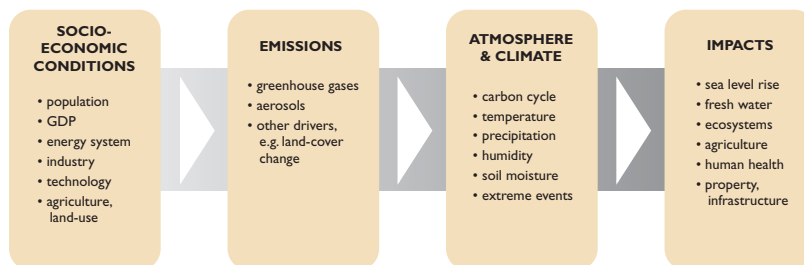 SOCIO-
ECONOMIC
CONDITIONS
• population
• GDP
• energy system
• industry
• technology
• agriculture,
land-use
EMISSIONS
• greenhouse gases
• aerosols
• other drivers,
e.g. land-cover
change
ATMOSPHERE
& CLIMATE
• carbon cycle
• temperature
• precipitation
• humidity
• soil moisture
• extreme events
IMPACTS
• sea level rise
• fresh water
• ecosystems
• agriculture
• human health
• property,
infrastructure